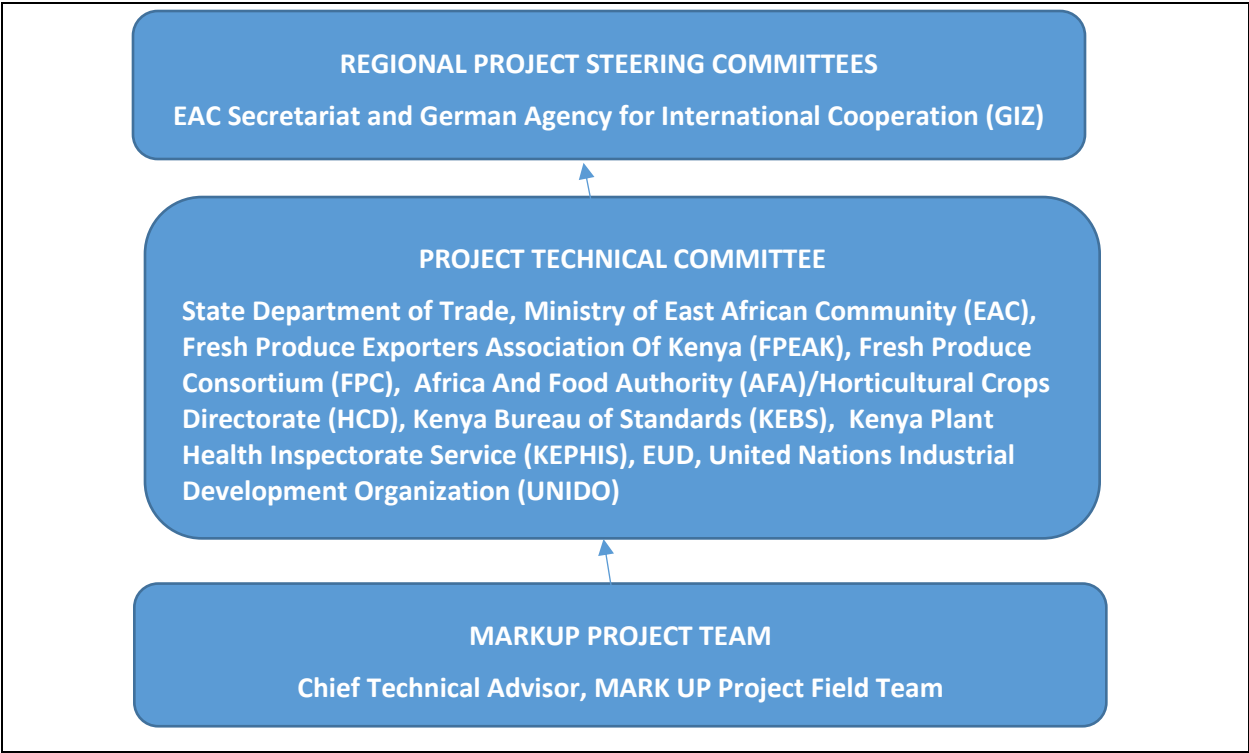 REGIONAL PROJECT STEERING COMMITTEES
EAC Secretariat and German Agency for International Cooperation (GIZ)
PROJECT TECHNICAL COMMITTEE
State Department of Trade, Ministry of East African Community (EAC),
Fresh Produce Exporters Association Of Kenya (FPEAK), Fresh Produce
Consortium (FPC), Africa And Food Authority (AFA)/Horticultural Crops
Directorate (HCD), Kenya Bureau of Standards (KEBS), Kenya Plant
Health Inspectorate Service (KEPHIS), EUD, United Nations Industrial
Development Organization (UNIDO)
MARKUP PROJECT TEAM
Chief Technical Advisor, MARK UP Project Field Team